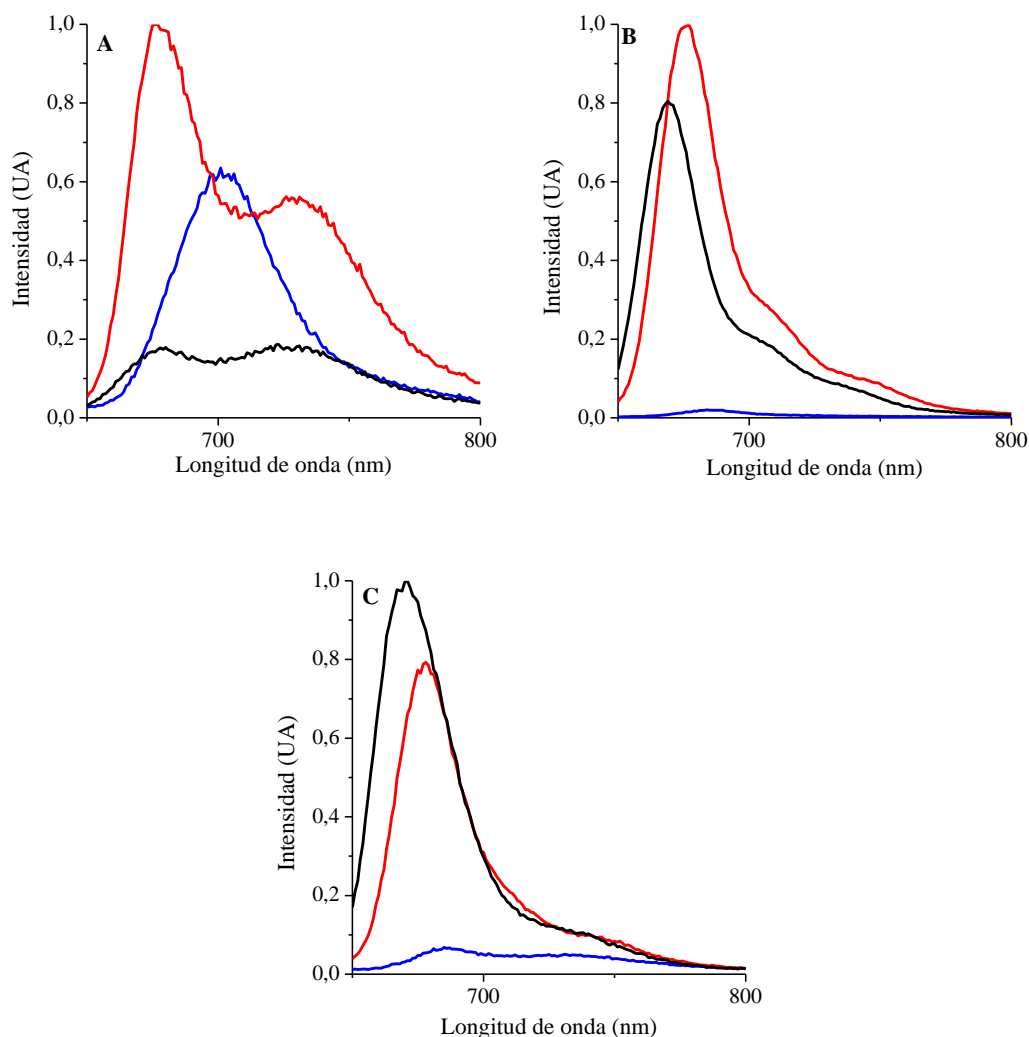 A
1,0
0,8
0,6
0,4
0,2
0,0
Intensidad (UA)
700
800
Longitud de onda (nm)
B
1,0
0,8
0,6
0,4
0,2
0,0
Intensidad (UA)
700
800
Longitud de onda (nm)
C
1,0
0,8
0,6
0,4
0,2
0,0
Intensidad (UA)
700
800
Longitud de onda (nm)